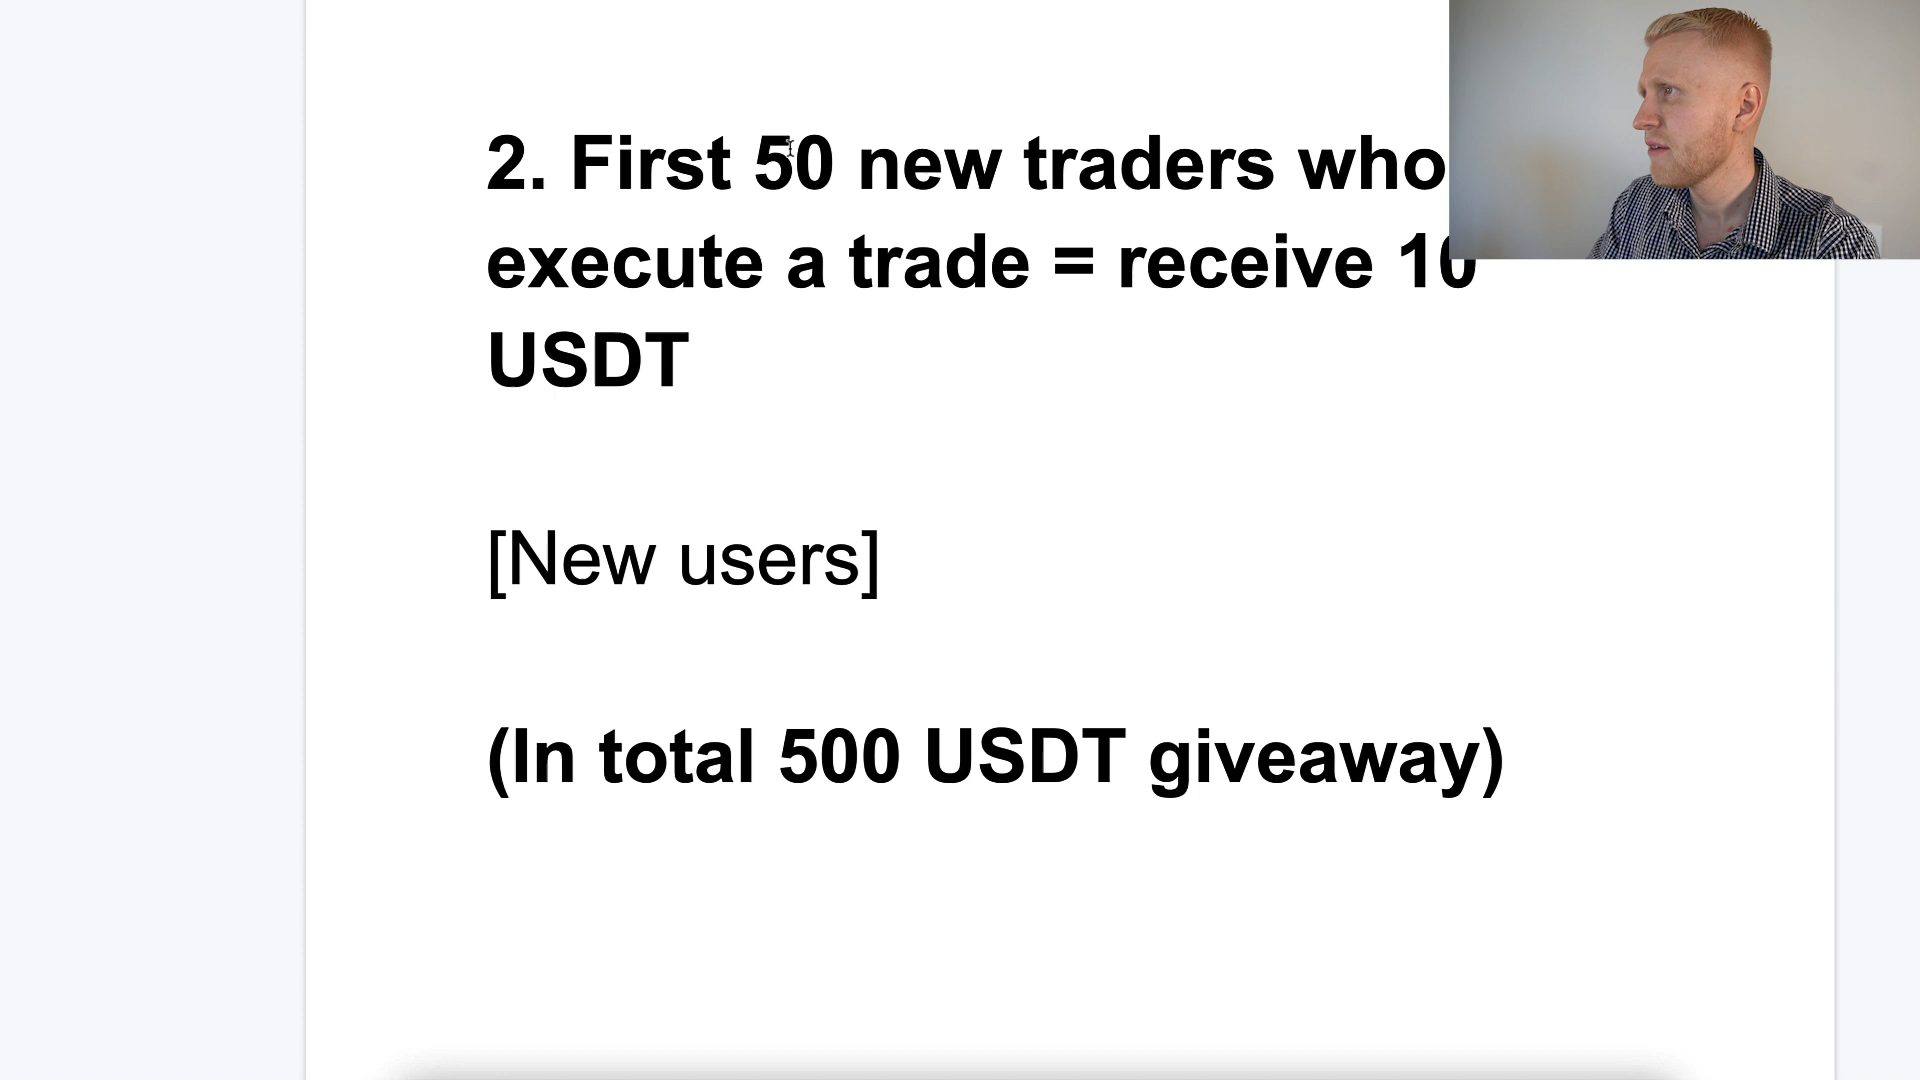 2. First 50 new traders who
execute a trade = receive 10
USDT
[New users]
(In total 500 USDT giveaway)